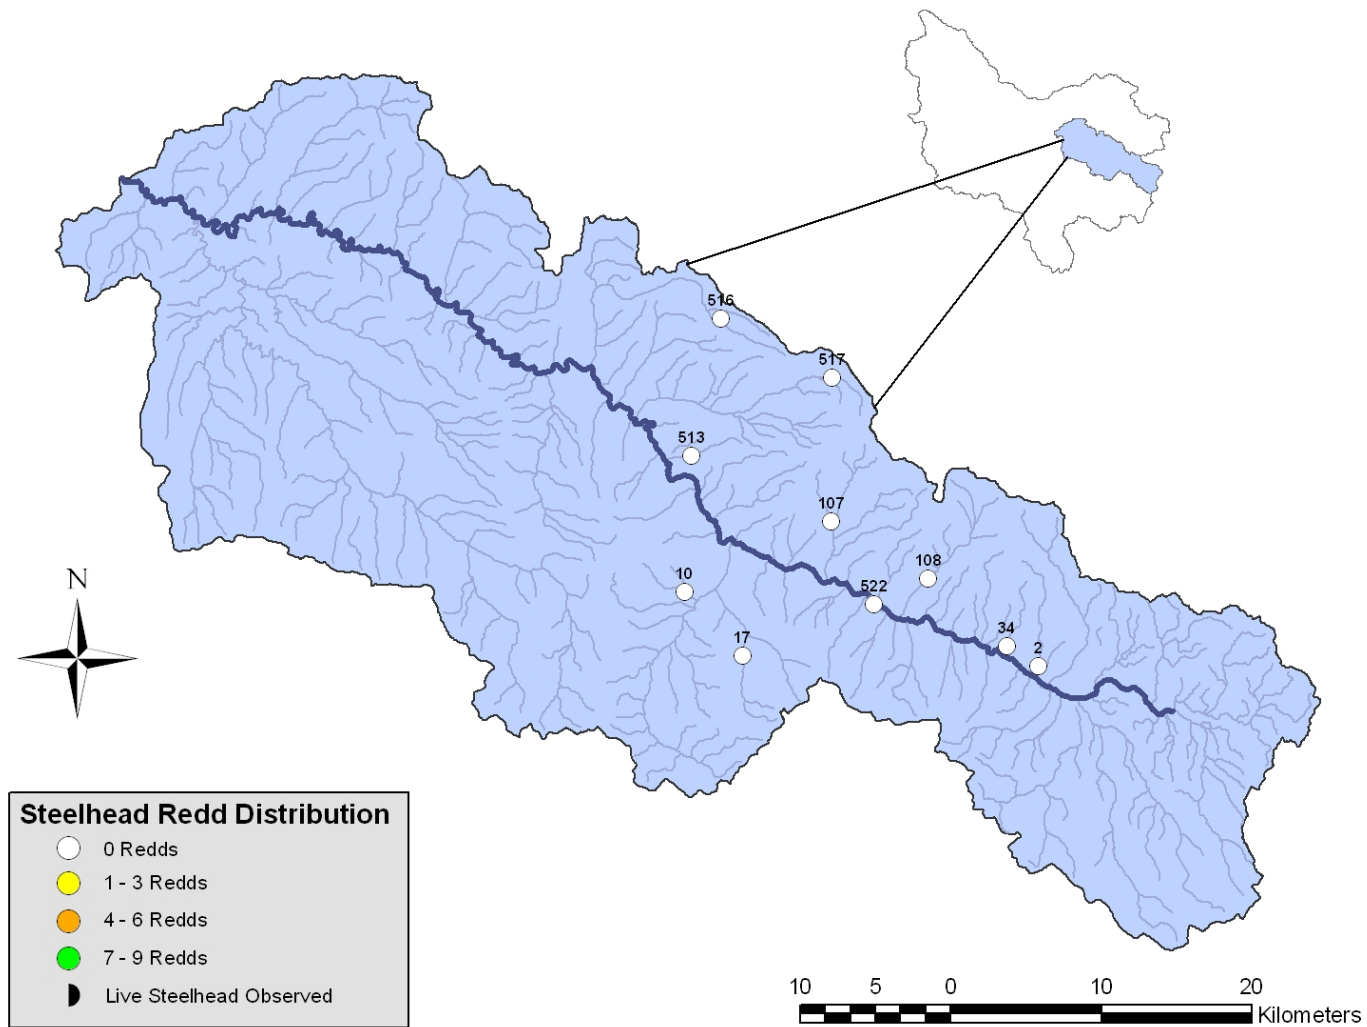 516
517
513
107
108
10
522
17
34
2
N
Steelhead Redd Distribution
0 Redds
1 - 3 Redds
4 - 6 Redds
7 - 9 Redds
Live Steelhead Observed
10 5 0 10 20
Kilometers